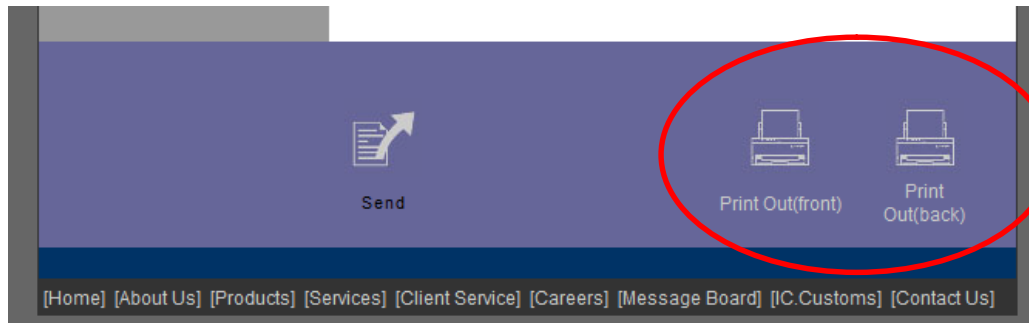 Send
Print Out(front)
Print
Out(back)
[Home] [About Us] [Products] [Services] [Client Service] [Careers] [Message Board] [IC.Customs] [Contact Us]